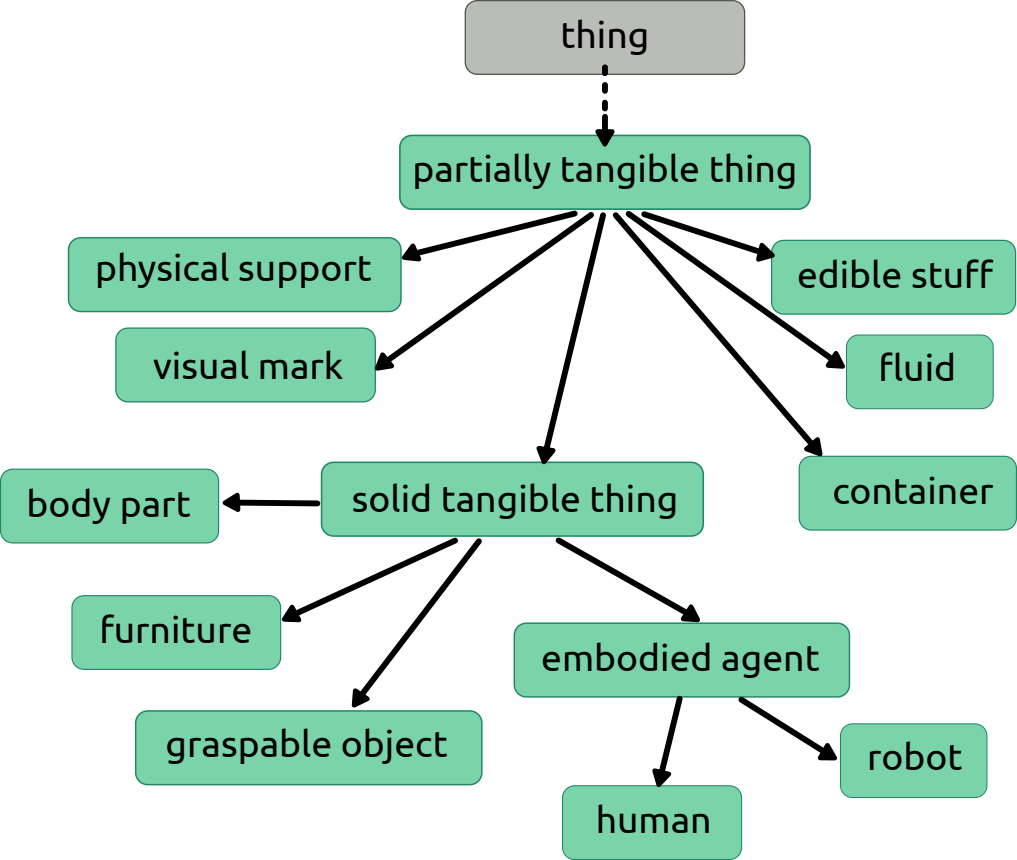 thing
partially tangible thing
physical support
edible stuff
visual mark
fluid
body part
solid tangible thing
container
furniture
embodied agent
graspable object
robot
human